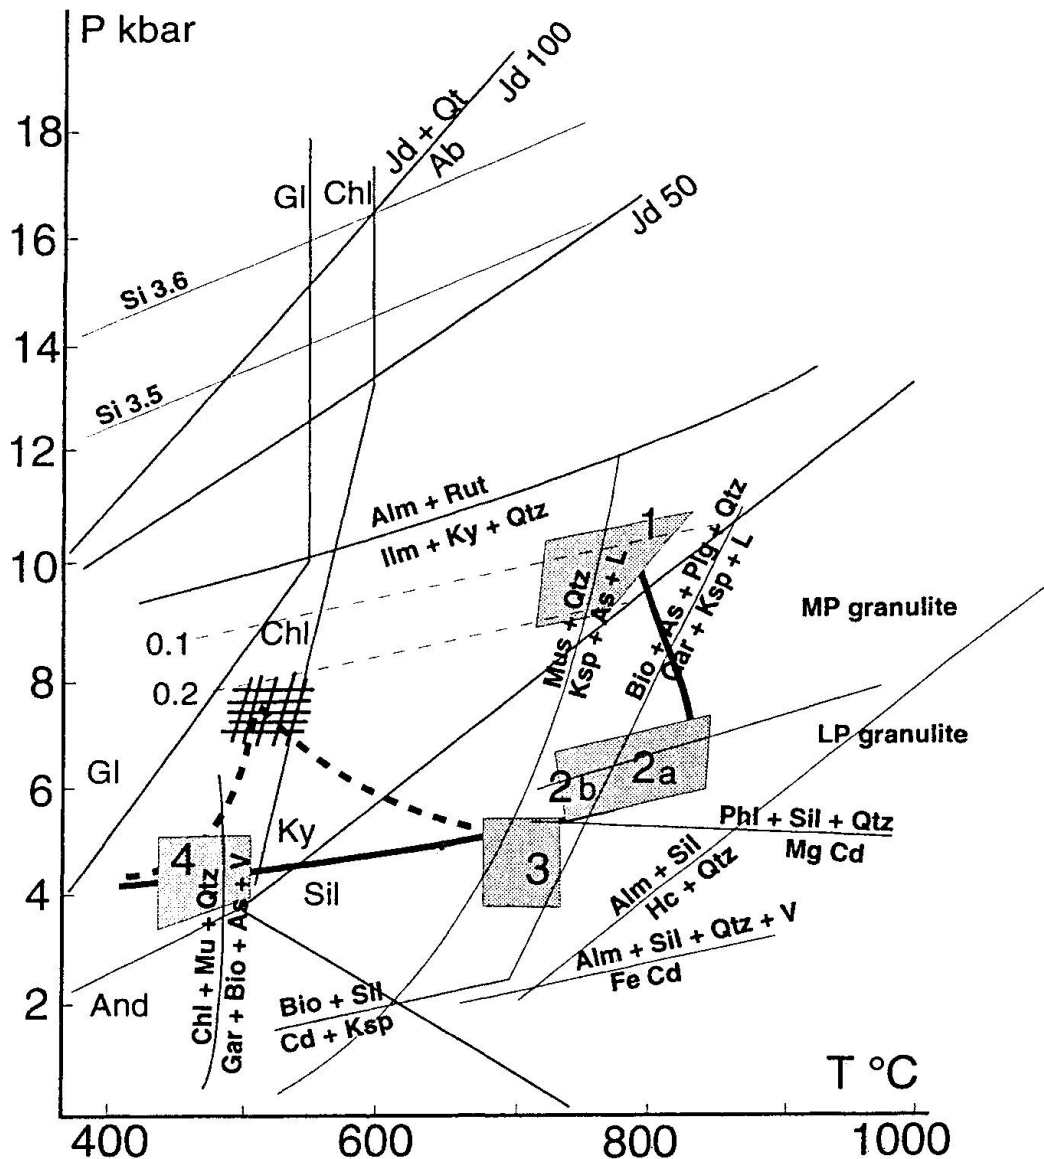 P kbar
Jd 100
Jd + Qt
Ab
18
Gl
Chl
Jd 50
16
Si 3.6
14
Si 3.5
12
Alm + Rut
Ilm + Ky + Qtz
1
10
Mus + Qtz
Ksp + As + L
Bio + As + Plg + Qtz
Gar + Ksp + L
MP granulite
0.1
Chl
8
0.2
LP granulite
Gl
6
2b
2a
Phl + Sil + Qtz
Mg Cd
Ky
4
3
4
Sil
Alm + Sil
Hc + Qtz
Chl + Mu + Qtz
Gar + Bio + As + V
Alm + Sil + Qtz + V
Fe Cd
2
And
Bio + Sil
Cd + Ksp
T °C
400
600
800
1000